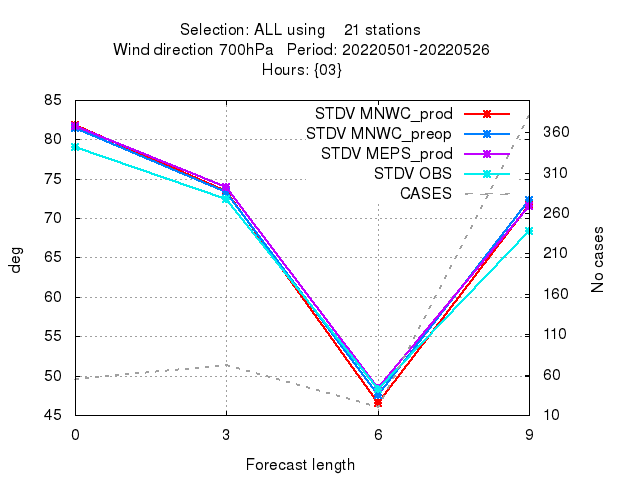 Selection: ALL using    21 stations
Wind direction 700hPa   Period: 20220501-20220526
Hours: {03}
STDV MNWC_prod
STDV MNWC_preop
STDV MEPS_prod
STDV OBS
CASES
85
80
75
70
65
60
55
50
45
deg
360
310
260
210
160
110
60
10
No cases
0 3 6 9
Forecast length